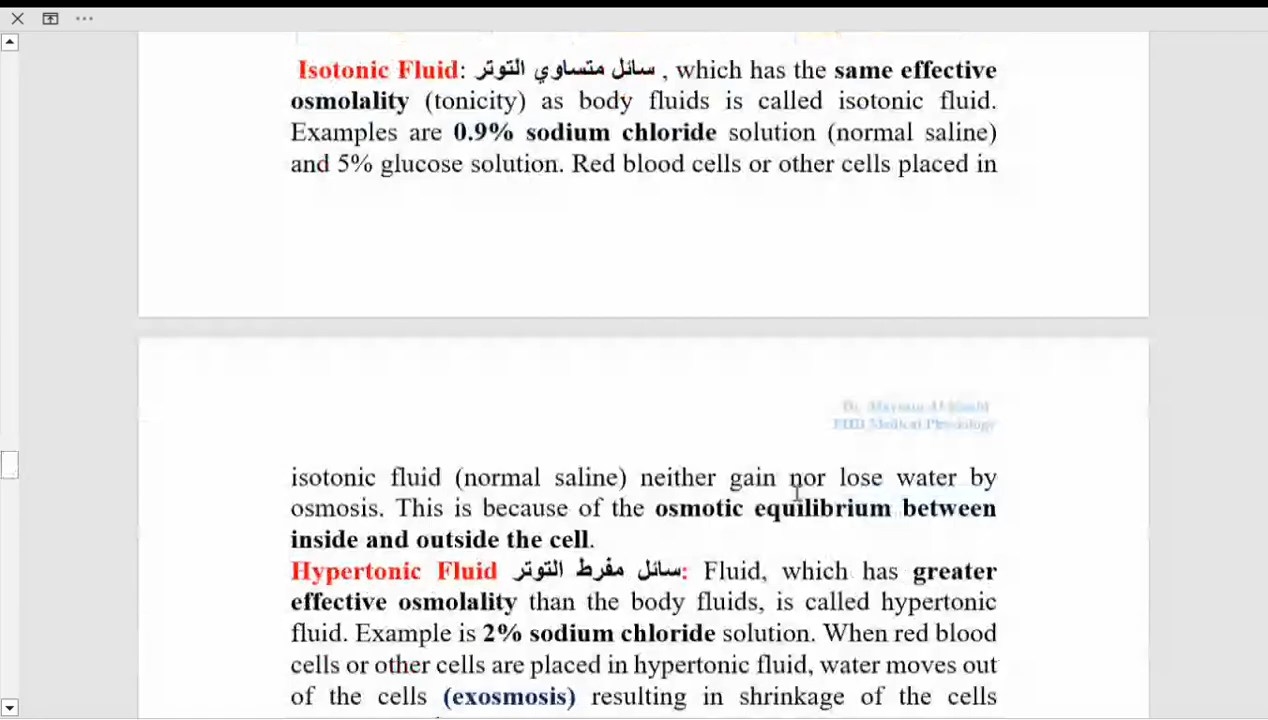 Isotonic Fluid: سائل متساوي التوتر , which has the same effective
osmolality (tonicity) as body fluids is called isotonic fluid.
Examples are 0.9% sodium chloride solution (normal saline)
and 5% glucose solution. Red blood cells or other cells placed in
Medical Physiology
isotonic fluid (normal saline) neither gain nor lose water by
osmosis. This is because of the osmotic equilibrium between
inside and outside the cell.
Hypertonic Fluid سائل مفرط التوتر: Fluid, which has greater
effective osmolality than the body fluids, is called hypertonic
fluid. Example is 2% sodium chloride solution. When red blood
cells or other cells are placed in hypertonic fluid, water moves out
of the cells (exosmosis) resulting in shrinkage of the cells